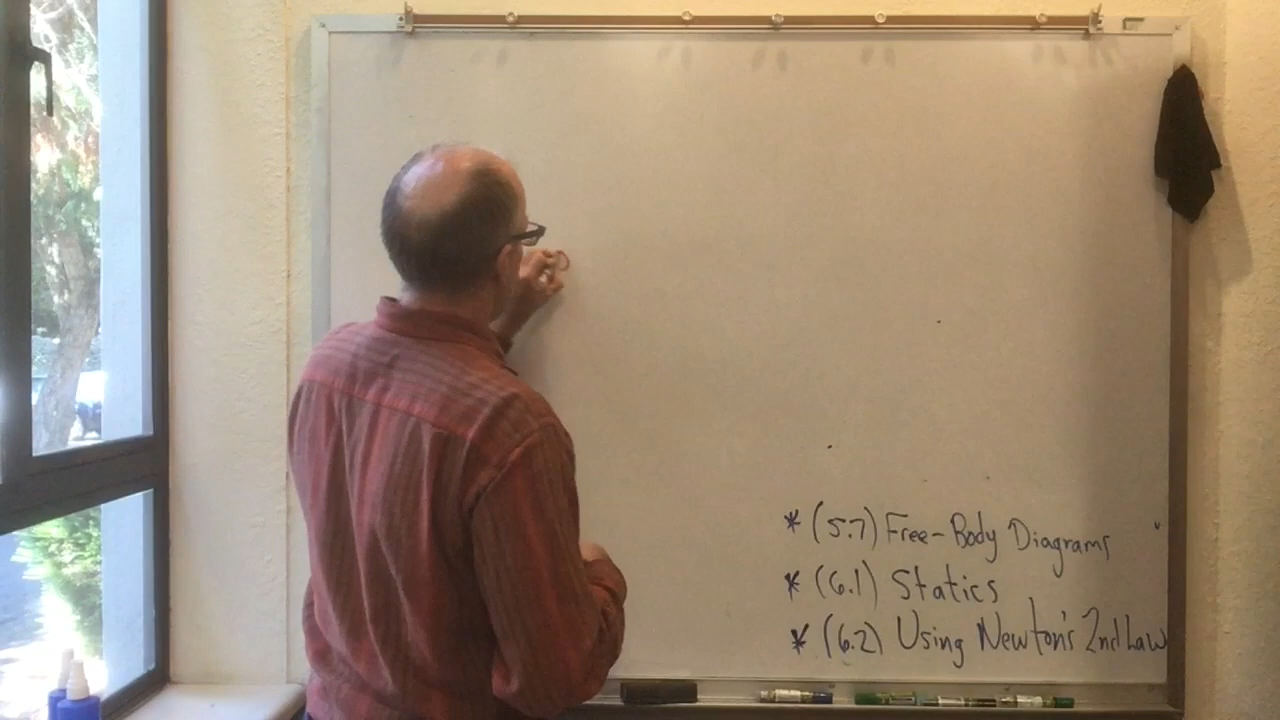 * (5.7) Free-Body Diagrams
* (6.1) Statics
* (6.2) Using Newton's 2nd Law